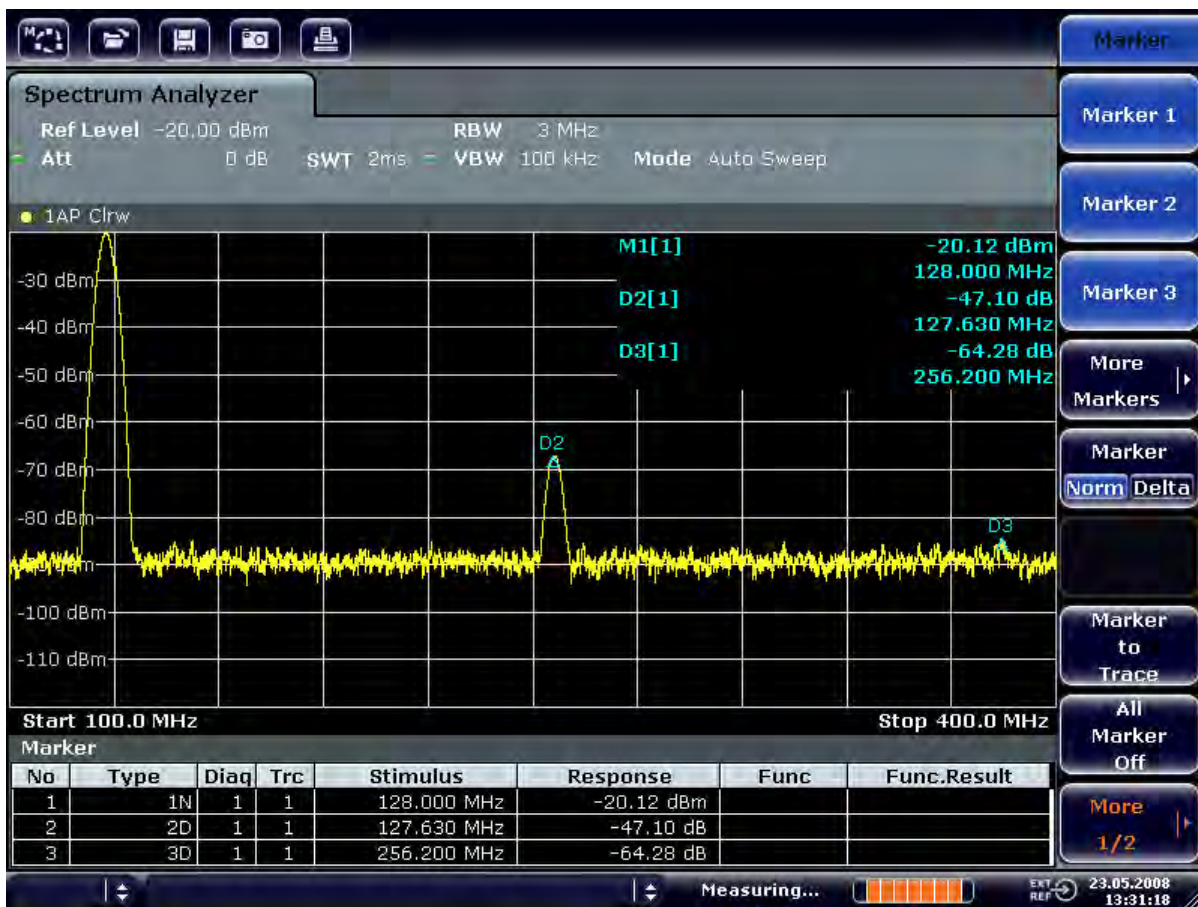 Marker
Spectrum Analyzer
Ref Level -20.00 dBm RBW 3 MHz
Att 0 dB SWT 2ms VBW 100 kHz Mode Auto Sweep
1AP Clrw
M1[1] -20.12 dBm
128.000 MHz
D2[1] -47.10 dB
127.630 MHz
D3[1] -64.28 dB
256.200 MHz
-30 dBm
-40 dBm
-50 dBm
-60 dBm
D2
-70 dBm
-80 dBm
D3
-100 dBm
-110 dBm
Start 100.0 MHz Stop 400.0 MHz
Marker
No Type Diaq Trc Stimulus Response Func Func.Result
1 1N 1 1 128.000 MHz -20.12 dBm
2 2D 1 1 127.630 MHz -47.10 dB
3 3D 1 1 256.200 MHz -64.28 dB
Measuring... EXT REF 23.05.2008
13:31:18
Marker 1
Marker 2
Marker 3
More
Markers
Marker
Norm Delta
Marker
to
Trace
All
Marker
Off
More
1/2